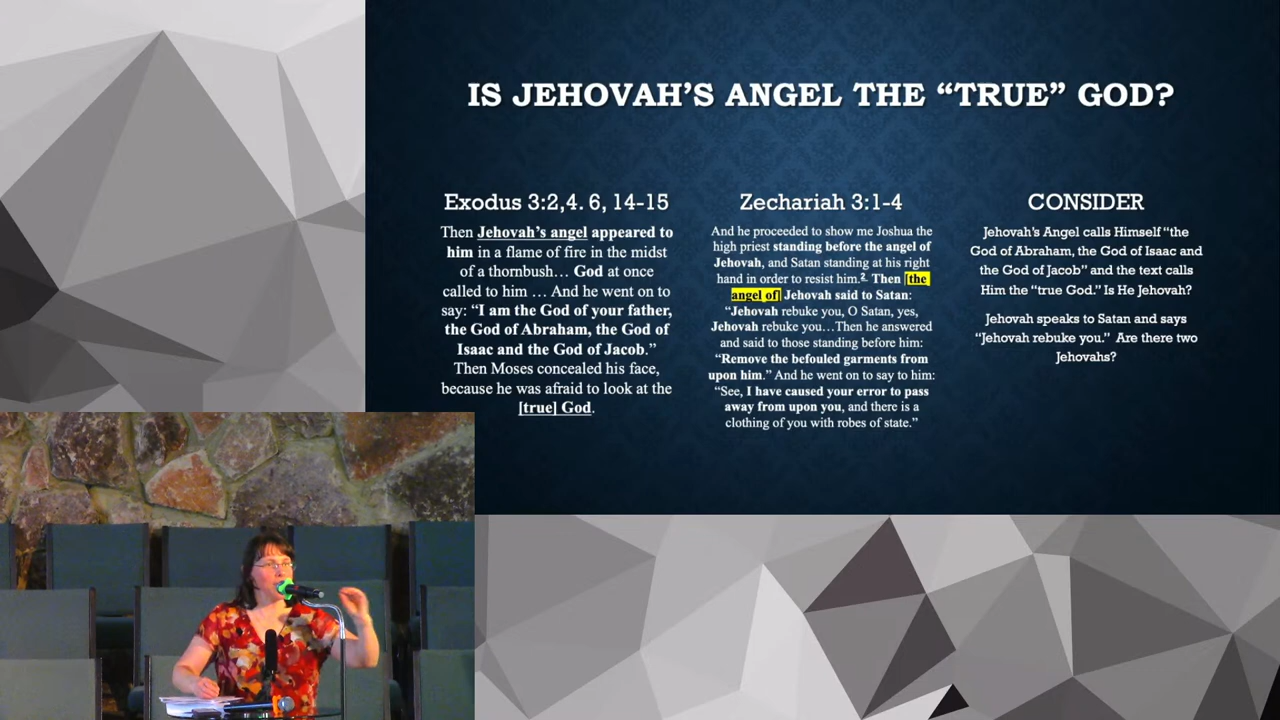 IS JEHOVAH'S ANGEL THE “TRUE” GOD?
Exodus 3:2,4. 6, 14-15
Then Jehovah's angel appeared to
him in a flame of fire in the midst
of a thornbush… God at once
called to him … And he went on to
say: “I am the God of your father,
the God of Abraham, the God of
Isaac and the God of Jacob.”
Then Moses concealed his face,
because he was afraid to look at the
[true] God.
Zechariah 3:1-4
And he proceeded to show me Joshua the
high priest standing before the angel of
Jehovah, and Satan standing at his right
hand in order to resist him.2 Then [the
angel of] Jehovah said to Satan:
“Jehovah rebuke you, O Satan, yes,
Jehovah rebuke you…Then he answered
and said to those standing before him:
“Remove the befouled garments from
upon him.” And he went on to say to him:
“See, I have caused your error to pass
away from upon you, and there is a
clothing of you with robes of state.”
CONSIDER
Jehovah's Angel calls Himself “the
God of Abraham, the God of Isaac and
the God of Jacob” and the text calls
Him the “true God.” Is He Jehovah?
Jehovah speaks to Satan and says
“Jehovah rebuke you.”  Are there two
Jehovahs?